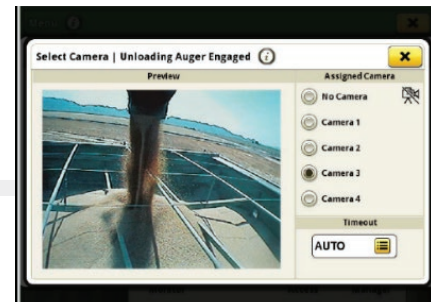 Select Camera | Unloading Auger Engaged
Preview
Assigned Camera
No Camera
Camera 1
Camera 2
Camera 3
Camera 4
Timeout
AUTO